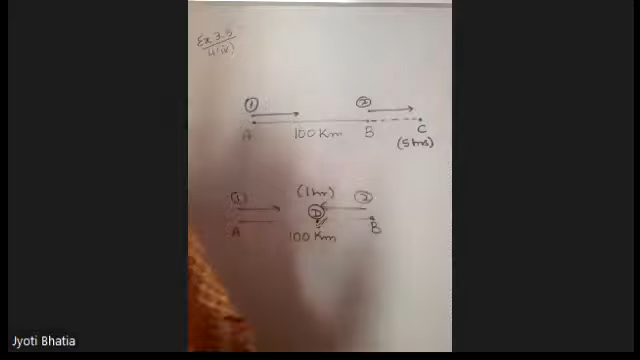 Ex 3.5
4(iv)
① ②
A 100 Km B C
(5 hrs)
① (1 hr) ②
D
A 100 Km B
Jyoti Bhatia